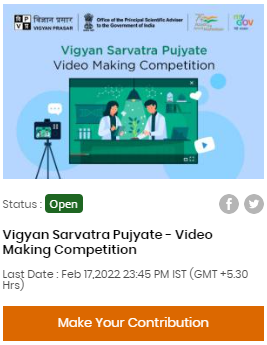 विज्ञान प्रसार
VIGYAN PRASAR
Office of the Principal Scientific Adviser
to the Government of India
Vigyan Sarvatra Pujyate
Video Making Competition
Status : Open
Vigyan Sarvatra Pujyate - Video
Making Competition
Last Date : Feb 17,2022 23:45 PM IST (GMT +5.30
Hrs)
Make Your Contribution